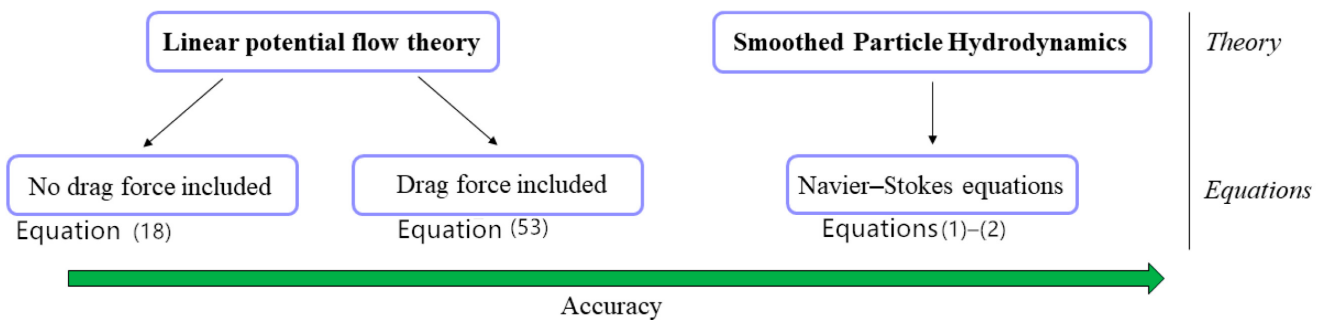 Linear potential flow theory
Smoothed Particle Hydrodynamics
Theory
No drag force included
Drag force included
Navier–Stokes equations
Equations
Equation (18)
Equation (53)
Equations(1)–(2)
Accuracy